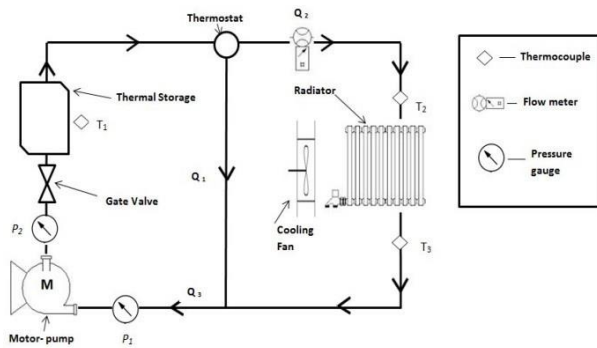 Thermostat
Q2
Thermal Storage
T1
Radiator
T2
Thermocouple
Flow meter
Pressure
gauge
Q1
Gate Valve
P2
Cooling
Fan
T3
M
Q3
Motor- pump
P1